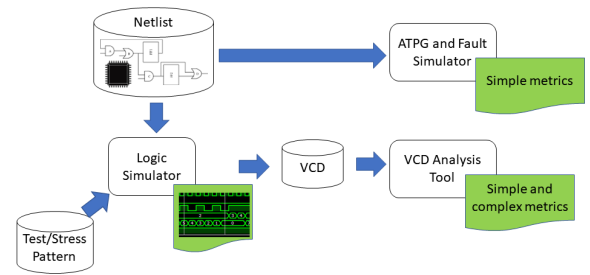 Netlist
ATPG and Fault
Simulator
Simple metrics
Logic
Simulator
VCD
VCD Analysis
Tool
Simple and
complex metrics
Test/Stress
Pattern